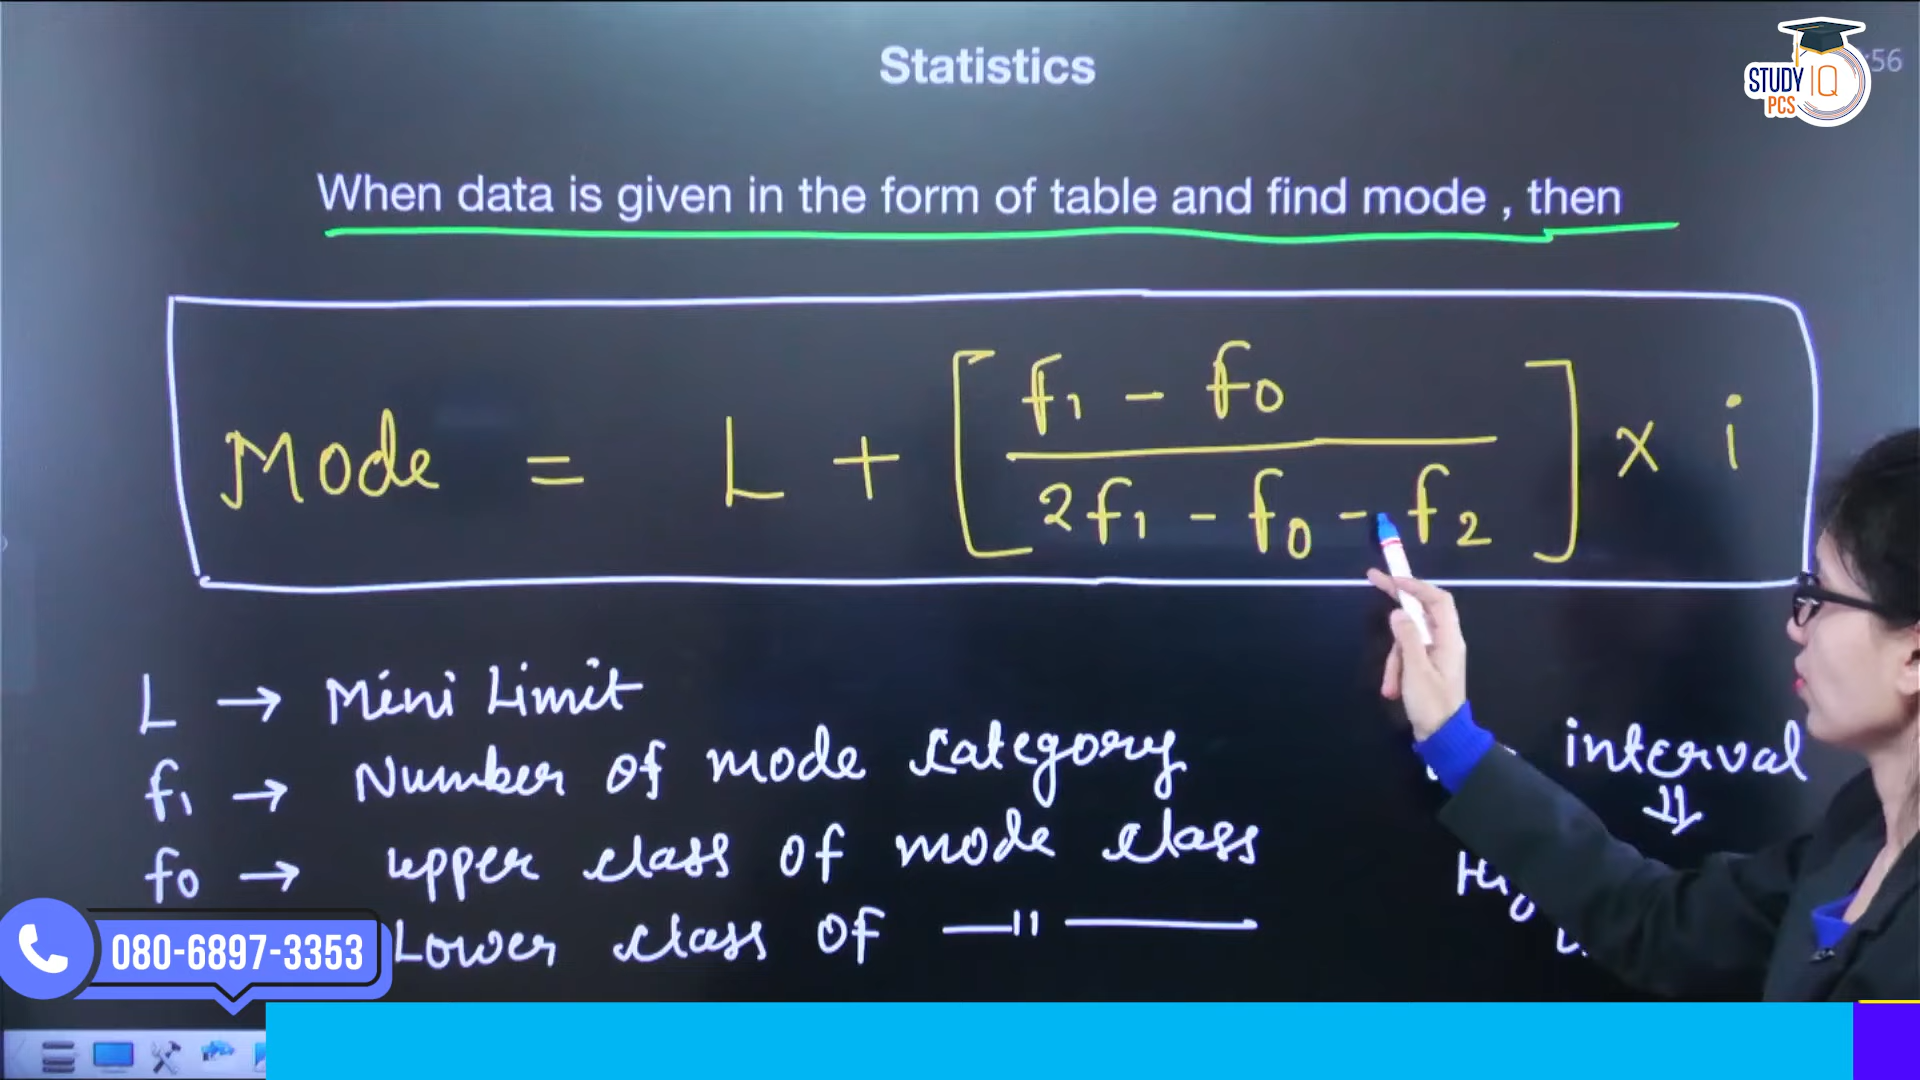 Statistics
:56
STUDY IQ
PCS
When data is given in the form of table and find mode , then
Mode = L + [ f1 - f0 / 2f1 - f0 - f2 ] x i
L → Mini Limit
f1 → Number of mode category
f0 → upper class of mode class
Lower class of —11—
interval
080-6897-3353